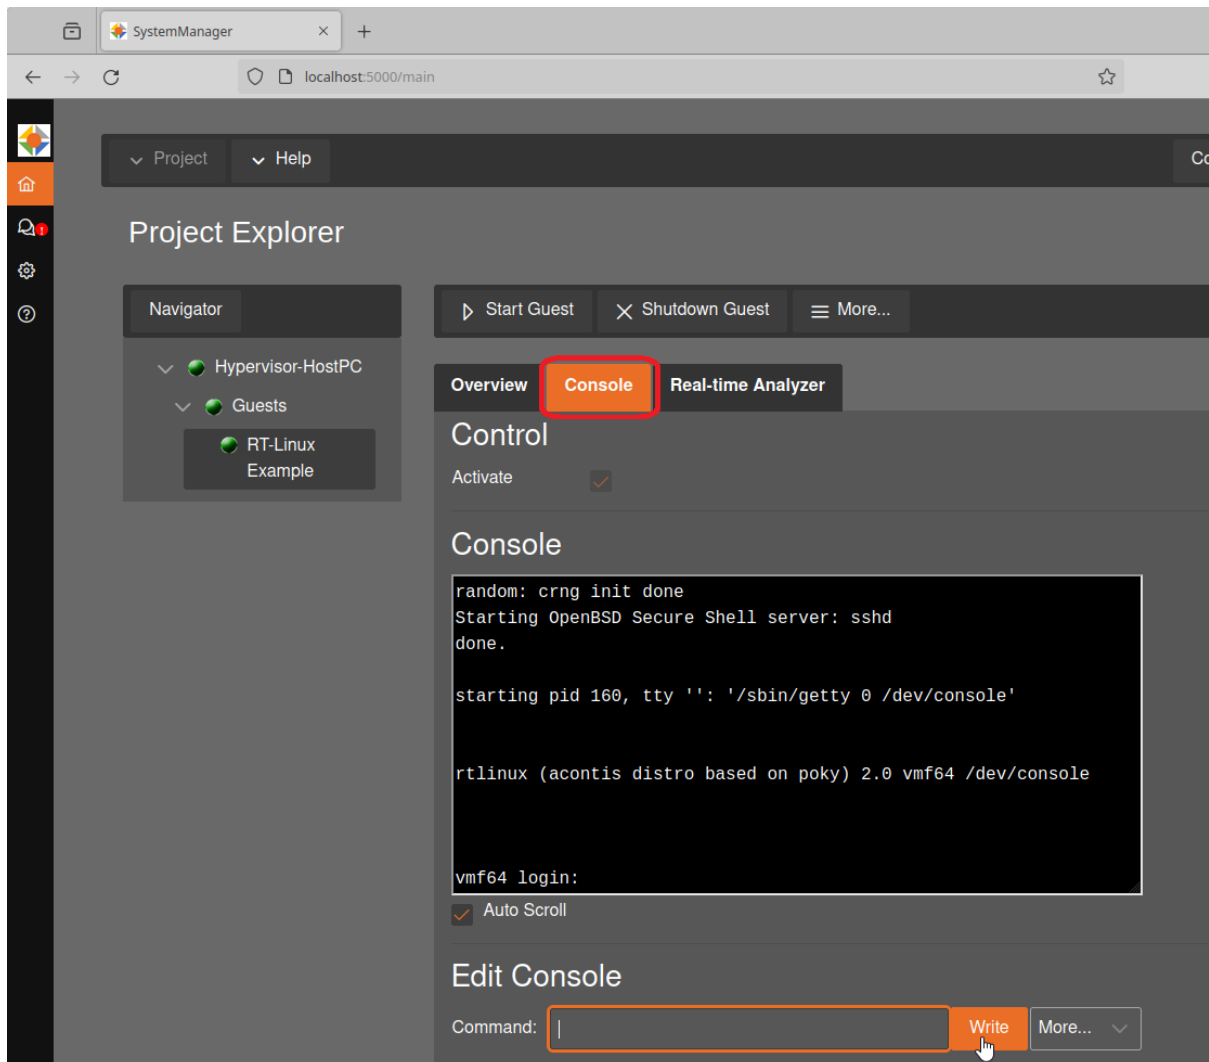 SystemManager
localhost:5000/main
Project
Help
Project Explorer
Navigator
Start Guest
Shutdown Guest
More...
Hypervisor-HostPC
Guests
RT-Linux
Example
Overview
Console
Real-time Analyzer
Control
Activate
Console
random: crng init done
Starting OpenBSD Secure Shell server: sshd
done.
starting pid 160, tty '': '/sbin/getty 0 /dev/console'
rtlinux (acontis distro based on poky) 2.0 vmf64 /dev/console
vmf64 login:
Auto Scroll
Edit Console
Command:
Write
More...